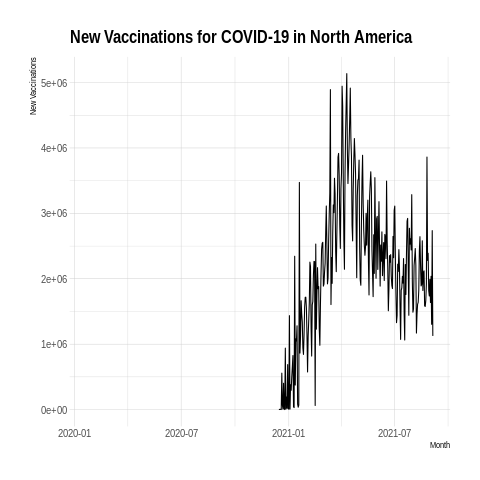 New Vaccinations for COVID-19 in North America
New Vaccinations
5e+06
4e+06
3e+06
2e+06
1e+06
0e+00
2020-01 2020-07 2021-01 2021-07
Month